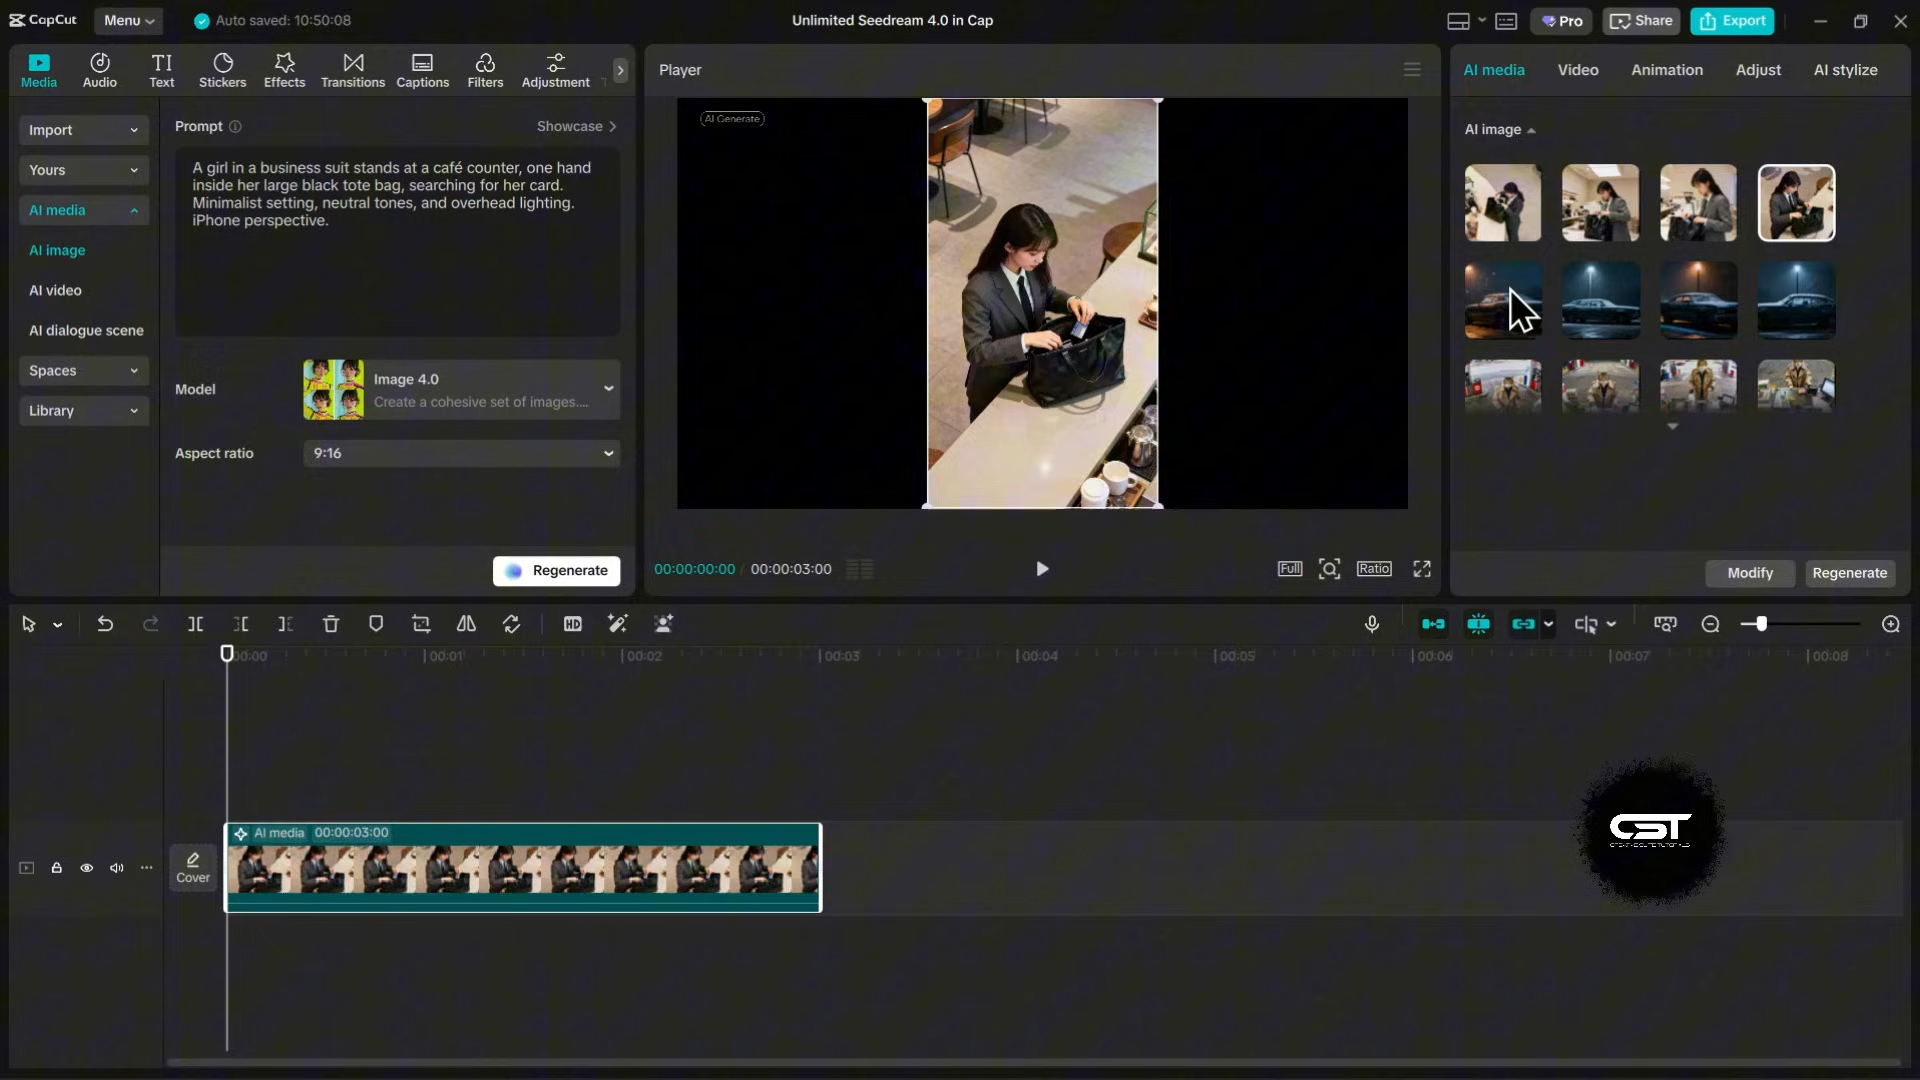 CapCut
Menu
Auto saved: 10:50:08
Unlimited Seedream 4.0 in Cap
Pro
Share
Export
Media
Audio
Text
Stickers
Effects
Transitions
Captions
Filters
Adjustment
Player
AI media
Video
Animation
Adjust
AI stylize
Import
Yours
AI media
AI image
AI video
AI dialogue scene
Spaces
Library
Prompt
Showcase
A girl in a business suit stands at a café counter, one hand
inside her large black tote bag, searching for her card.
Minimalist setting, neutral tones, and overhead lighting.
iPhone perspective.
Model
Image 4.0
Create a cohesive set of images....
Aspect ratio
9:16
Regenerate
AI Generate
00:00:00:00 / 00:00:03:00
Full
Ratio
AI image
Modify
Regenerate
HD
00:00
00:01
00:02
00:03
00:04
00:05
00:06
00:07
00:08
Cover
AI media 00:00:03:00
CST